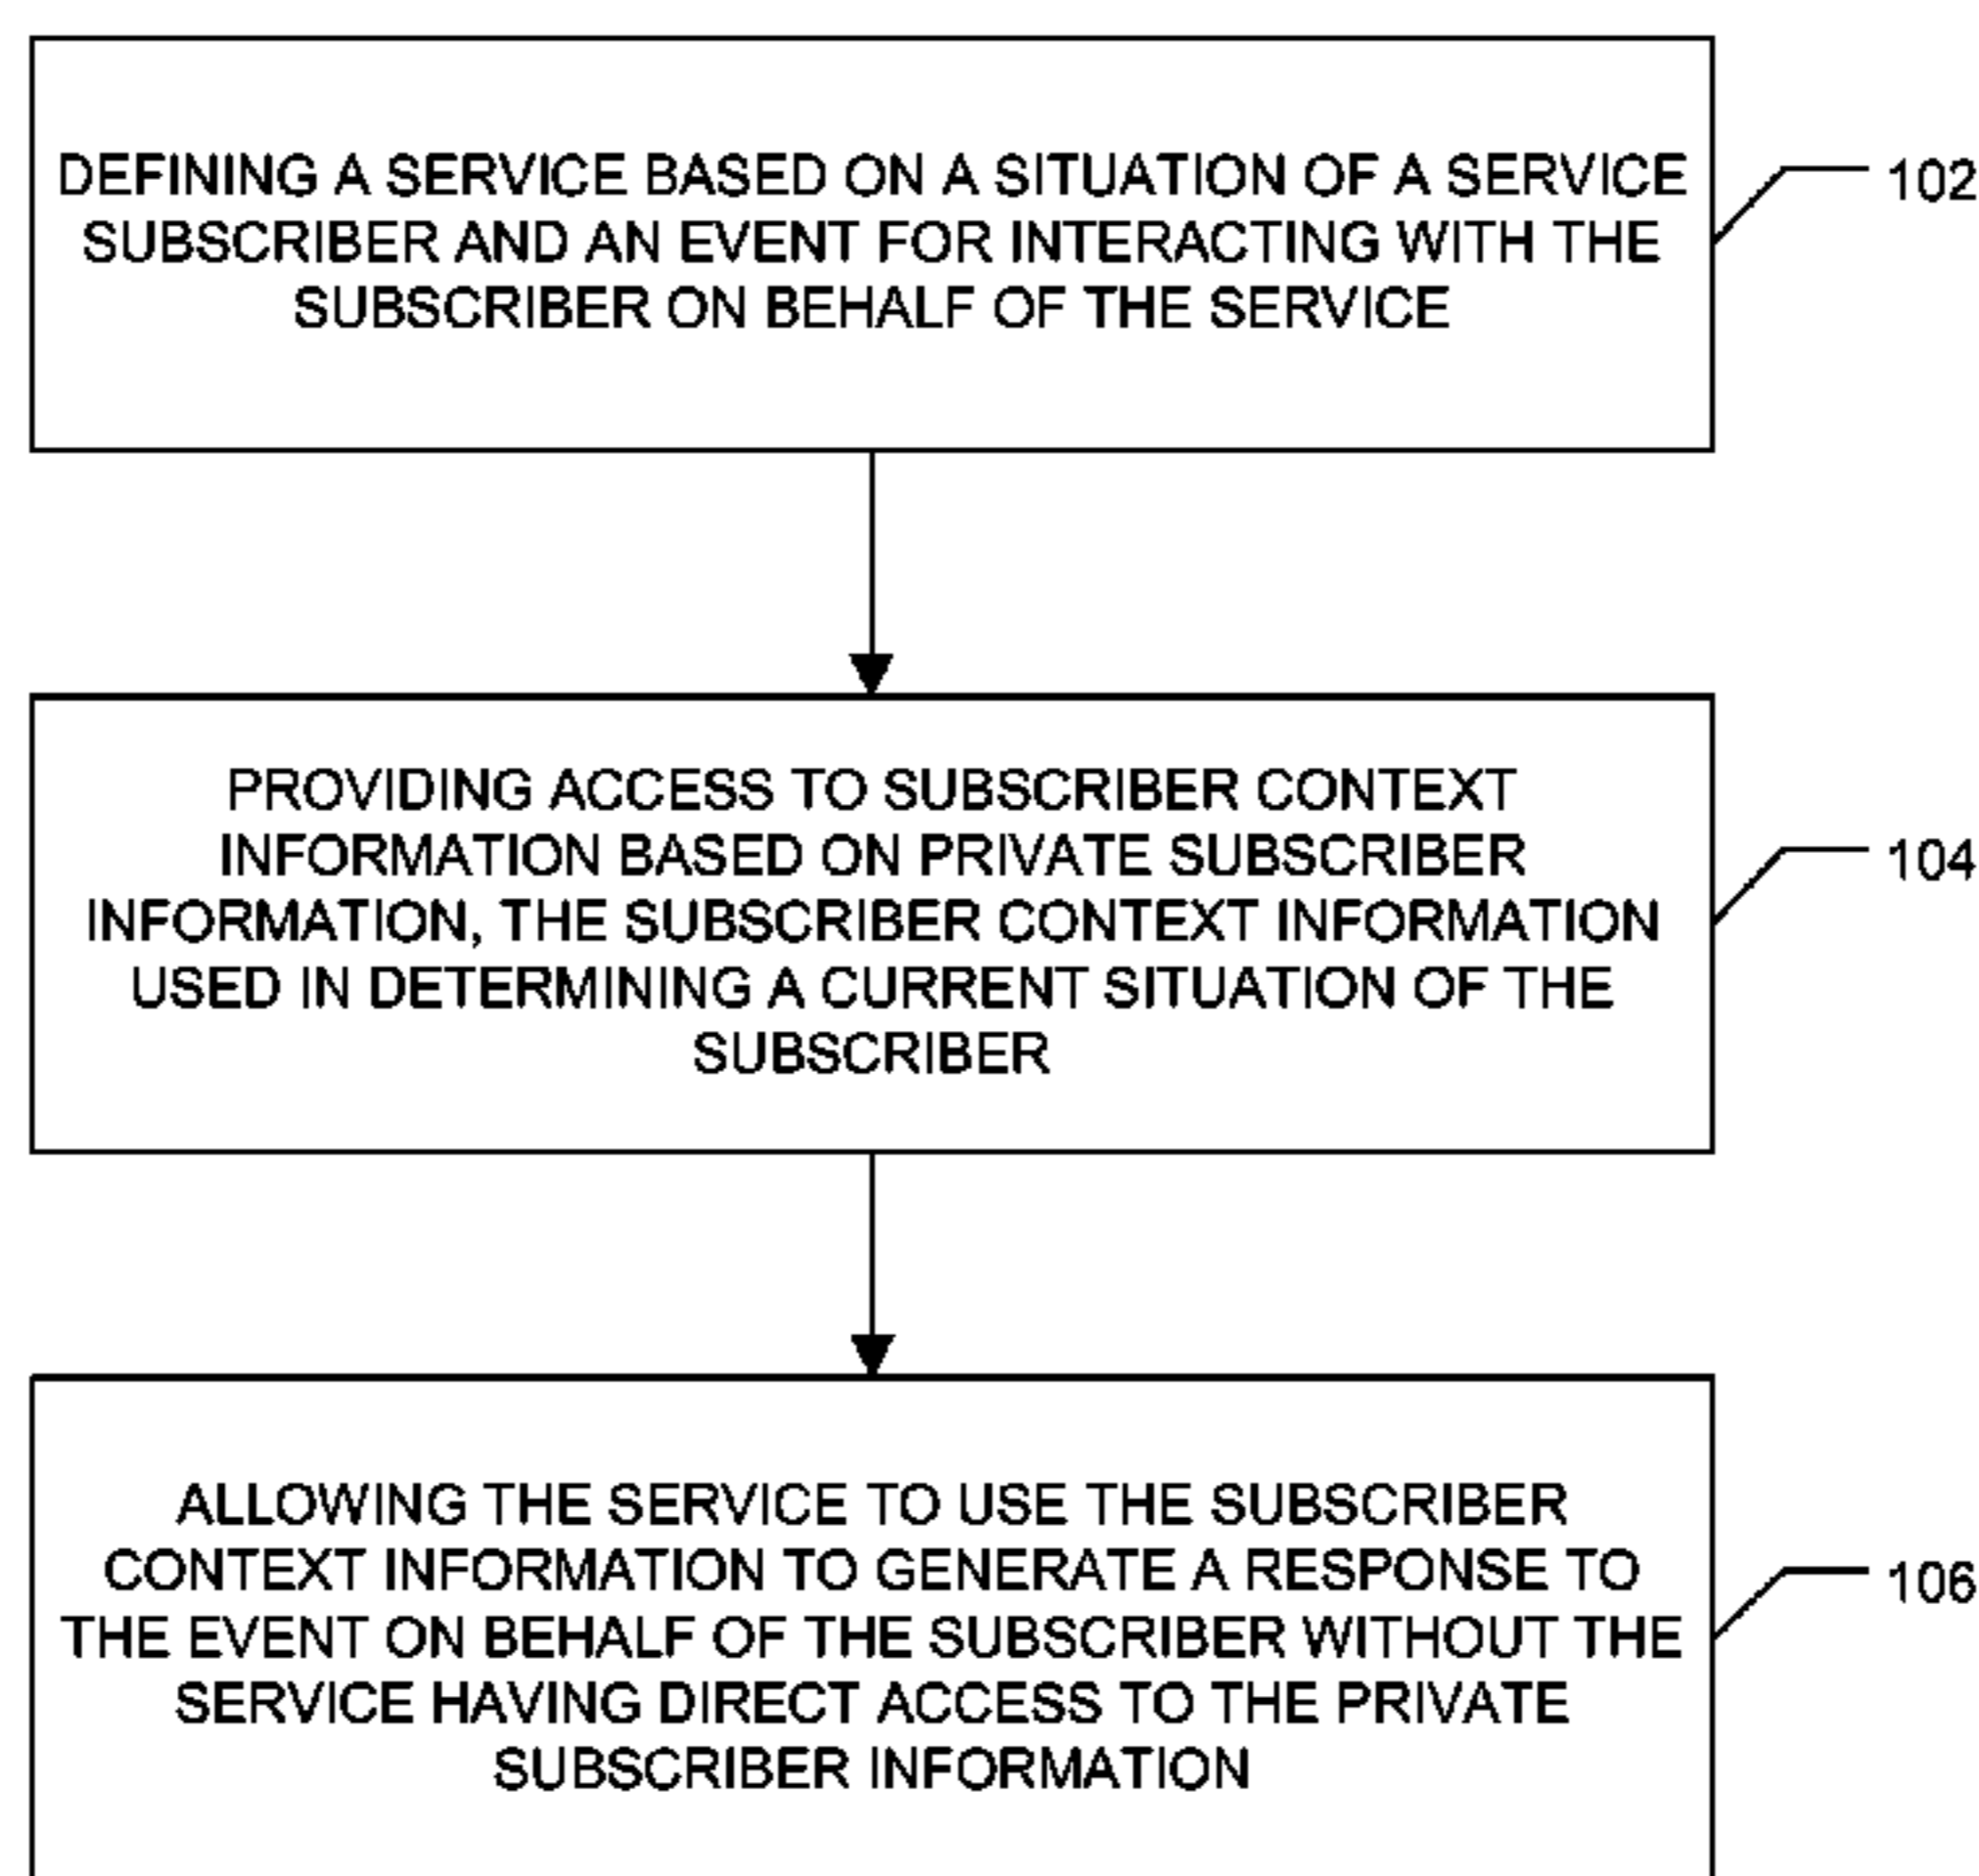 DEFINING A SERVICE BASED ON A SITUATION OF A SERVICE
SUBSCRIBER AND AN EVENT FOR INTERACTING WITH THE
SUBSCRIBER ON BEHALF OF THE SERVICE
102
PROVIDING ACCESS TO SUBSCRIBER CONTEXT
INFORMATION BASED ON PRIVATE SUBSCRIBER
INFORMATION, THE SUBSCRIBER CONTEXT INFORMATION
USED IN DETERMINING A CURRENT SITUATION OF THE
SUBSCRIBER
104
ALLOWING THE SERVICE TO USE THE SUBSCRIBER
CONTEXT INFORMATION TO GENERATE A RESPONSE TO
THE EVENT ON BEHALF OF THE SUBSCRIBER WITHOUT THE
SERVICE HAVING DIRECT ACCESS TO THE PRIVATE
SUBSCRIBER INFORMATION
106